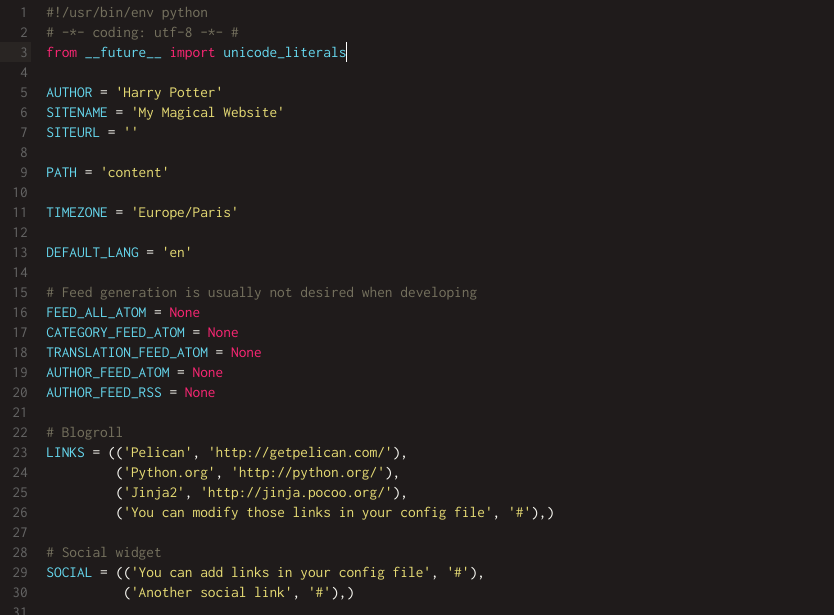 1 #!/usr/bin/env python
2 # -*- coding: utf-8 -*- #
3 from __future__ import unicode_literals
4
5 AUTHOR = 'Harry Potter'
6 SITENAME = 'My Magical Website'
7 SITEURL = ''
8
9 PATH = 'content'
10
11 TIMEZONE = 'Europe/Paris'
12
13 DEFAULT_LANG = 'en'
14
15 # Feed generation is usually not desired when developing
16 FEED_ALL_ATOM = None
17 CATEGORY_FEED_ATOM = None
18 TRANSLATION_FEED_ATOM = None
19 AUTHOR_FEED_ATOM = None
20 AUTHOR_FEED_RSS = None
21
22 # Blogroll
23 LINKS = (('Pelican', 'http://getpelican.com/'),
24 ('Python.org', 'http://python.org/'),
25 ('Jinja2', 'http://jinja.pocoo.org/'),
26 ('You can modify those links in your config file', '#'),)
27
28 # Social widget
29 SOCIAL = (('You can add links in your config file', '#'),
30 ('Another social link', '#'),)
31